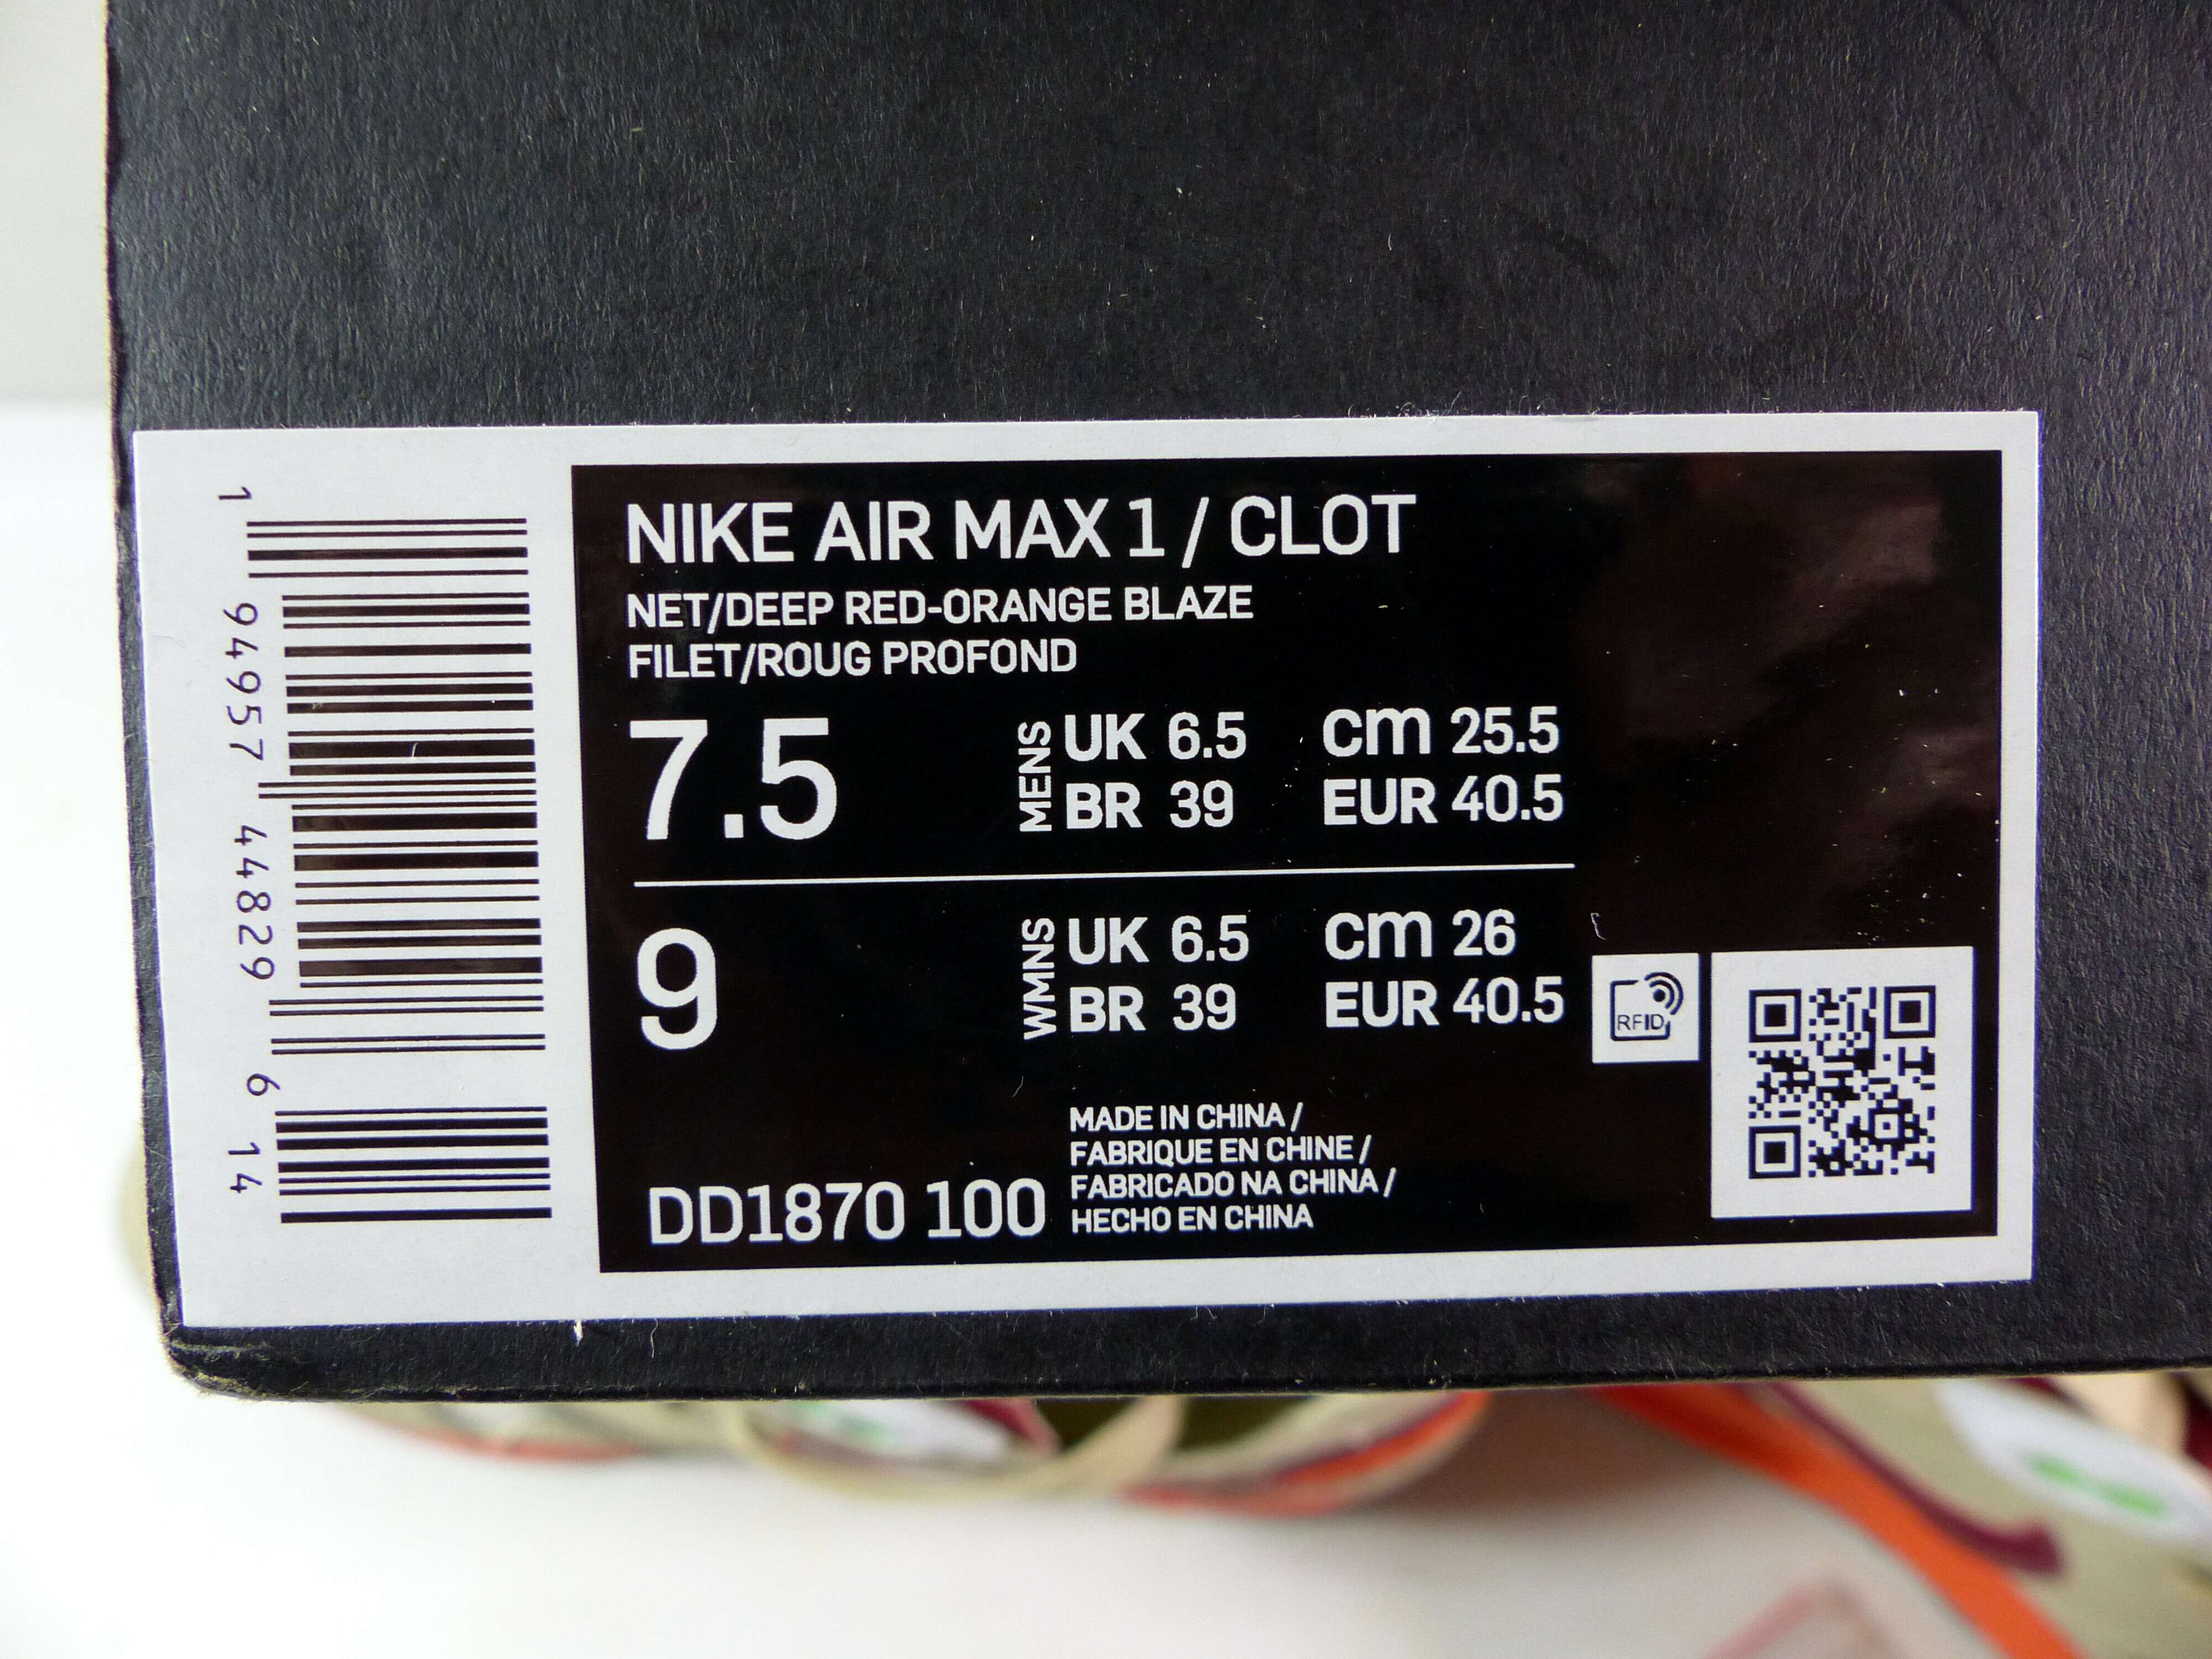 1 94957 44829 6 14
NIKE AIR MAX 1 / CLOT
NET/DEEP RED-ORANGE BLAZE
FILET/ROUG PROFOND
7.5 MENS UK 6.5 cm 25.5
BR 39 EUR 40.5
9 WMNS UK 6.5 cm 26
BR 39 EUR 40.5
RFID
MADE IN CHINA /
FABRIQUE EN CHINE /
FABRICADO NA CHINA /
HECHO EN CHINA
DD1870 100